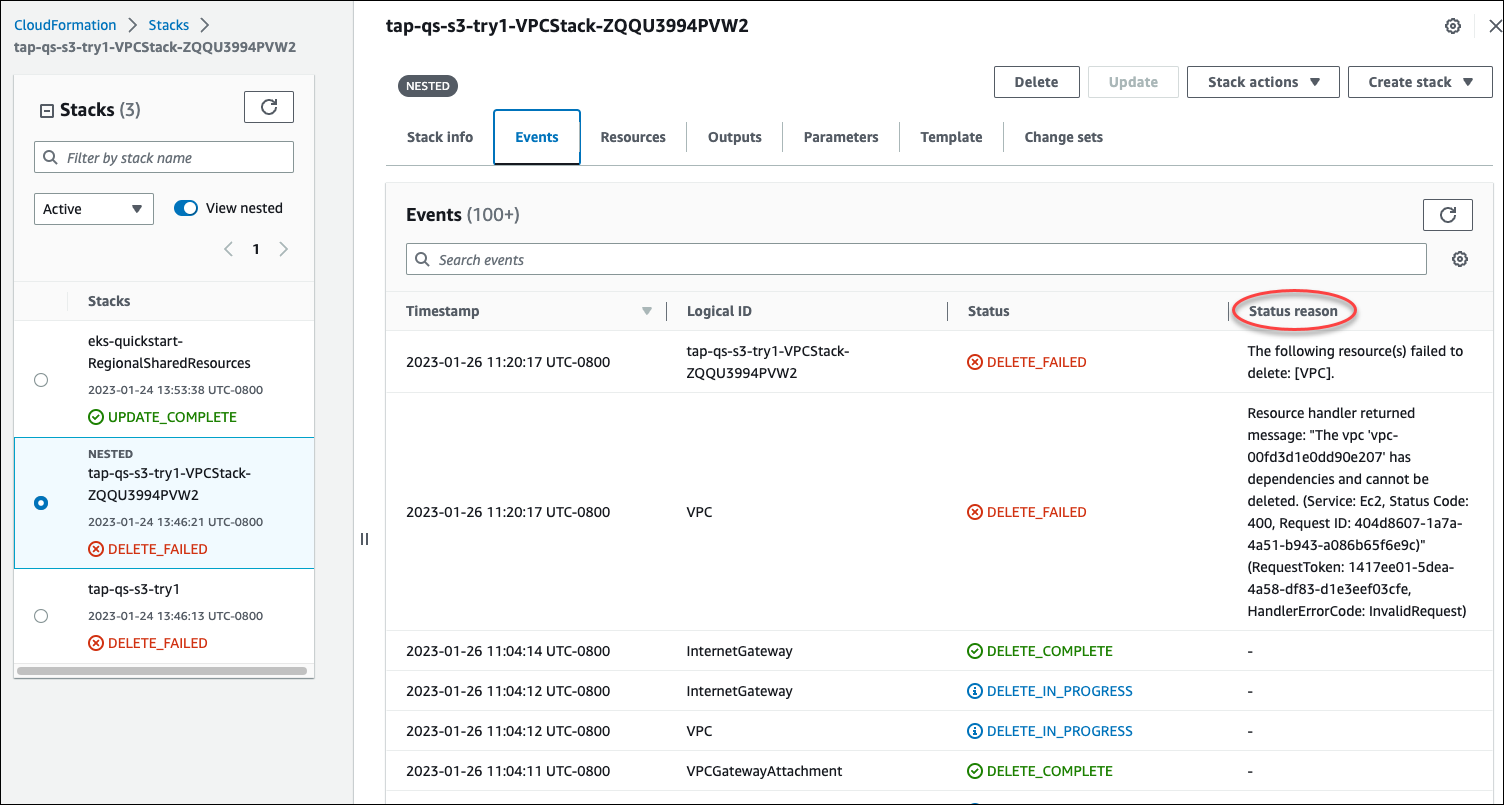 CloudFormation > Stacks >
tap-qs-s3-try1-VPCStack-ZQQU3994PVW2
Stacks (3)
Filter by stack name
Active
View nested
1
Stacks
eks-quickstart-
RegionalSharedResources
2023-01-24 13:53:38 UTC-0800
UPDATE_COMPLETE
NESTED
tap-qs-s3-try1-VPCStack-
ZQQU3994PVW2
2023-01-24 13:46:21 UTC-0800
DELETE_FAILED
tap-qs-s3-try1
2023-01-24 13:46:13 UTC-0800
DELETE_FAILED
tap-qs-s3-try1-VPCStack-ZQQU3994PVW2
NESTED
Delete
Update
Stack actions
Create stack
Stack info
Events
Resources
Outputs
Parameters
Template
Change sets
Events (100+)
Search events
Timestamp
Logical ID
Status
Status reason
2023-01-26 11:20:17 UTC-0800
tap-qs-s3-try1-VPCStack-
ZQQU3994PVW2
DELETE_FAILED
The following resource(s) failed to
delete: [VPC].
2023-01-26 11:20:17 UTC-0800
VPC
DELETE_FAILED
Resource handler returned
message: "The vpc 'vpc-
00fd3d1e0dd90e207' has
dependencies and cannot be
deleted. (Service: Ec2, Status Code:
400, Request ID: 404d8607-1a7a-
4a51-b943-a086b65f6e9c)"
(RequestToken: 1417ee01-5dea-
4a58-df83-d1e3eef03cfe,
HandlerErrorCode: InvalidRequest)
2023-01-26 11:04:14 UTC-0800
InternetGateway
DELETE_COMPLETE
-
2023-01-26 11:04:12 UTC-0800
InternetGateway
DELETE_IN_PROGRESS
-
2023-01-26 11:04:12 UTC-0800
VPC
DELETE_IN_PROGRESS
-
2023-01-26 11:04:11 UTC-0800
VPCGatewayAttachment
DELETE_COMPLETE
-